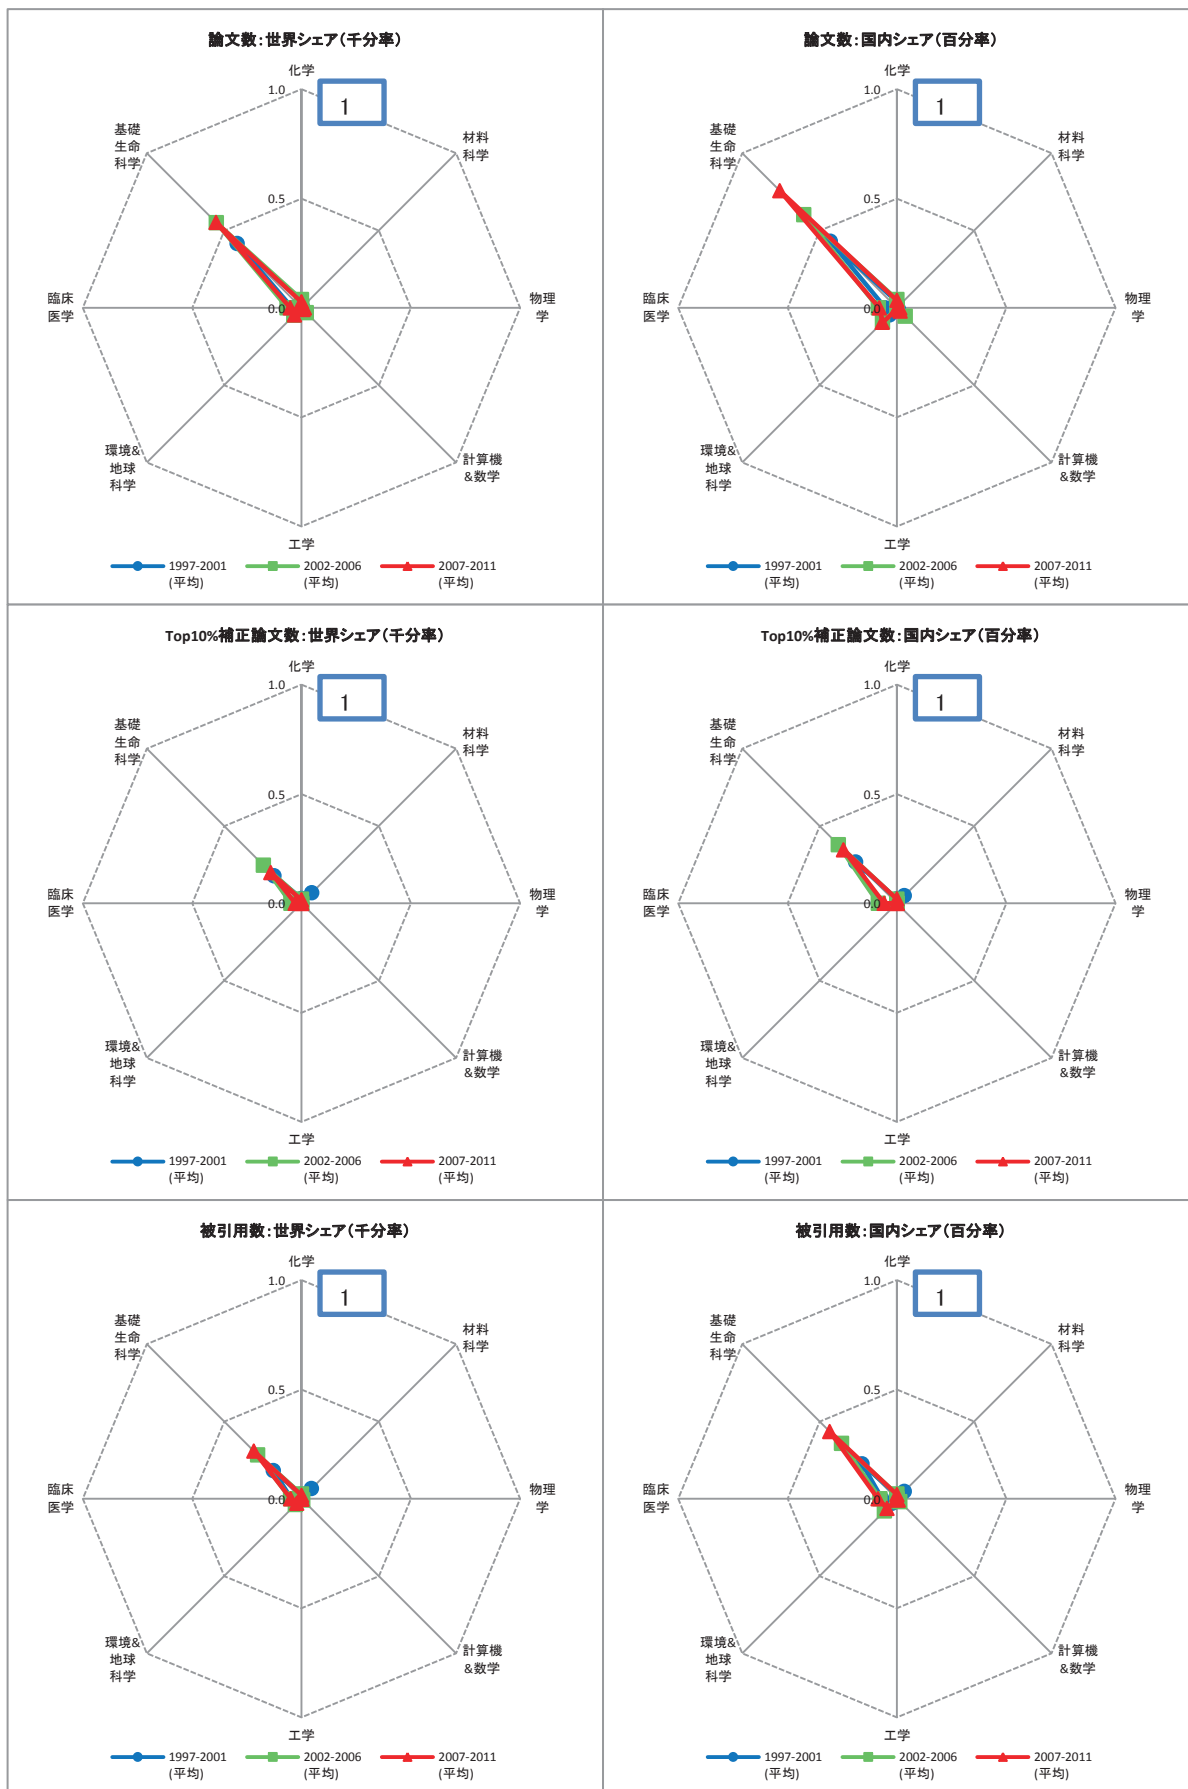 論文数:世界シェア(千分率)
化学
1.0
1
基礎
生命
科学
材料
科学
0.5
臨床
医学
0.0
物理
学
環境&
地球
科学
計算機
&数学
工学
1997-2001
(平均)
2002-2006
(平均)
2007-2011
(平均)
論文数:国内シェア(百分率)
化学
1.0
1
基礎
生命
科学
材料
科学
0.5
臨床
医学
0.0
物理
学
環境&
地球
科学
計算機
&数学
工学
1997-2001
(平均)
2002-2006
(平均)
2007-2011
(平均)
Top10%補正論文数:世界シェア(千分率)
化学
1.0
1
基礎
生命
科学
材料
科学
0.5
臨床
医学
0.0
物理
学
環境&
地球
科学
計算機
&数学
工学
1997-2001
(平均)
2002-2006
(平均)
2007-2011
(平均)
Top10%補正論文数:国内シェア(百分率)
化学
1.0
1
基礎
生命
科学
材料
科学
0.5
臨床
医学
0.0
物理
学
環境&
地球
科学
計算機
&数学
工学
1997-2001
(平均)
2002-2006
(平均)
2007-2011
(平均)
被引用数:世界シェア(千分率)
化学
1.0
1
基礎
生命
科学
材料
科学
0.5
臨床
医学
0.0
物理
学
環境&
地球
科学
計算機
&数学
工学
1997-2001
(平均)
2002-2006
(平均)
2007-2011
(平均)
被引用数:国内シェア(百分率)
化学
1.0
1
基礎
生命
科学
材料
科学
0.5
臨床
医学
0.0
物理
学
環境&
地球
科学
計算機
&数学
工学
1997-2001
(平均)
2002-2006
(平均)
2007-2011
(平均)